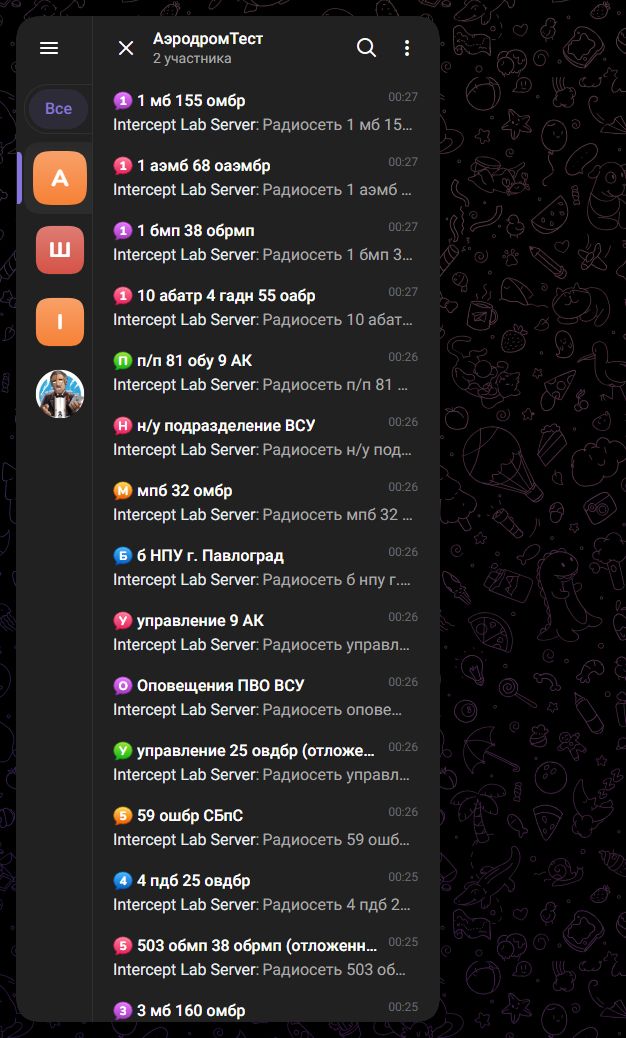 АэродромТест
2 участника
Все
А
Ш
I
1 1 мб 155 омбр 00:27
Intercept Lab Server: Радиосеть 1 мб 15...
1 1 аэмб 68 оаэмбр 00:27
Intercept Lab Server: Радиосеть 1 аэмб ...
1 1 бмп 38 обрмп 00:27
Intercept Lab Server: Радиосеть 1 бмп 3...
1 10 абатр 4 гадн 55 оабр 00:27
Intercept Lab Server: Радиосеть 10 абат...
П п/п 81 обу 9 АК 00:26
Intercept Lab Server: Радиосеть п/п 81 ...
Н н/у подразделение ВСУ 00:26
Intercept Lab Server: Радиосеть н/у под...
М мпб 32 омбр 00:26
Intercept Lab Server: Радиосеть мпб 32 ...
Б б НПУ г. Павлоград 00:26
Intercept Lab Server: Радиосеть б нпу г....
У управление 9 АК 00:26
Intercept Lab Server: Радиосеть управл...
О Оповещения ПВО ВСУ 00:26
Intercept Lab Server: Радиосеть опове...
У управление 25 овдбр (отложе... 00:26
Intercept Lab Server: Радиосеть управл...
5 59 ошбр СБпС 00:26
Intercept Lab Server: Радиосеть 59 ошб...
4 4 пдб 25 овдбр 00:25
Intercept Lab Server: Радиосеть 4 пдб 2...
5 503 обмп 38 обрмп (отложенн... 00:25
Intercept Lab Server: Радиосеть 503 об...
3 3 мб 160 омбр 00:25